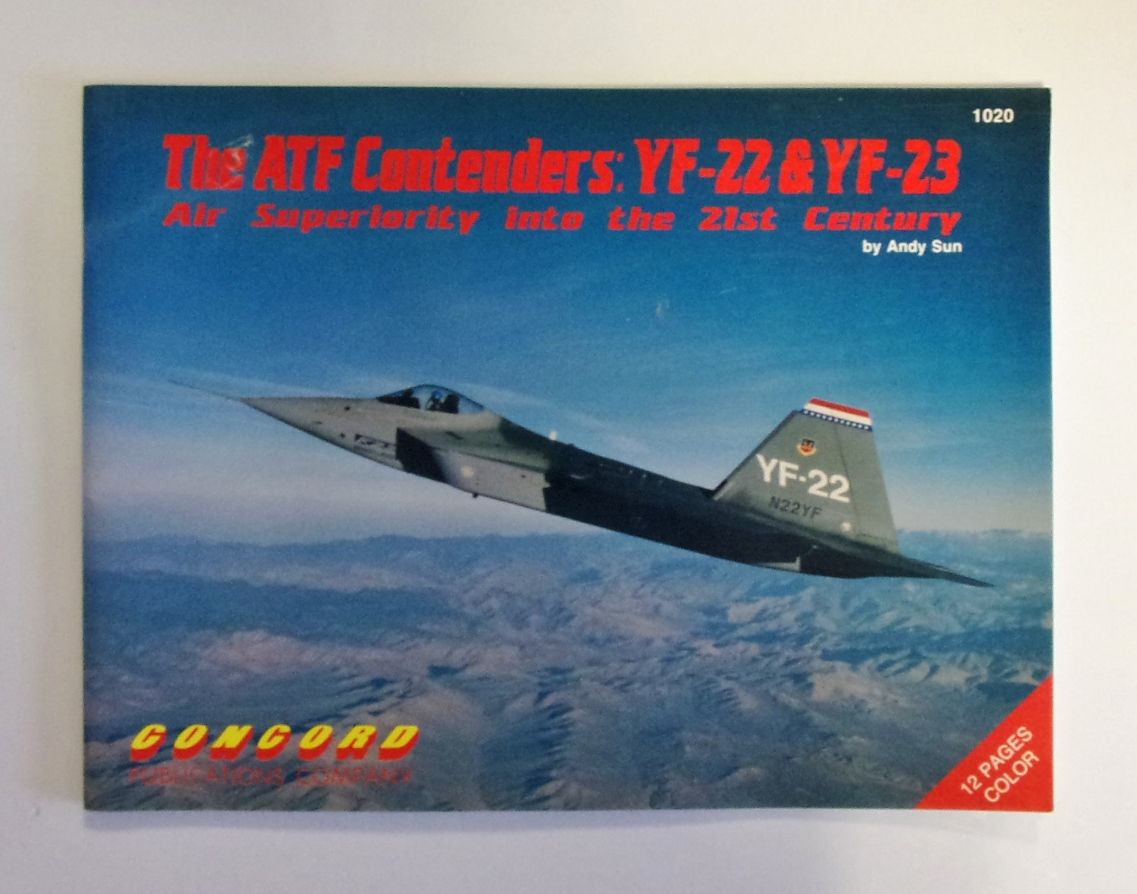 1020
The ATF Contenders: YF-22 & YF-23
Air Superiority into the 21st Century
by Andy Sun
YF-22
N22YF
CONCORD
PUBLICATIONS COMPANY
12 PAGES
COLOR